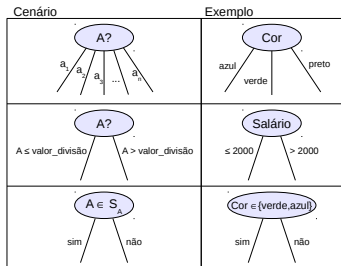 Cenário
Exemplo
A?
a1
a2
a3
...
an
Cor
azul
verde
preto
A?
A ≤ valor_divisão
A > valor_divisão
Salário
≤ 2000
> 2000
A ∈ SA
sim
não
Cor ∈{verde,azul}
sim
não